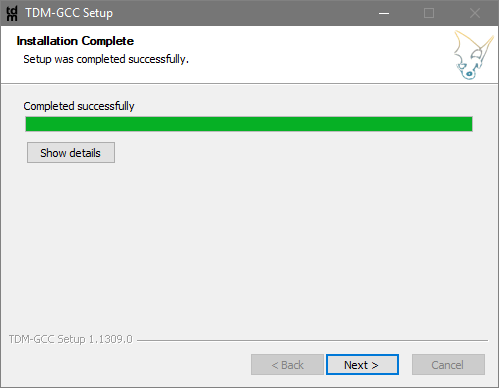 tdm TDM-GCC Setup
Installation Complete
Setup was completed successfully.
Completed successfully
Show details
TDM-GCC Setup 1.1309.0
< Back Next > Cancel